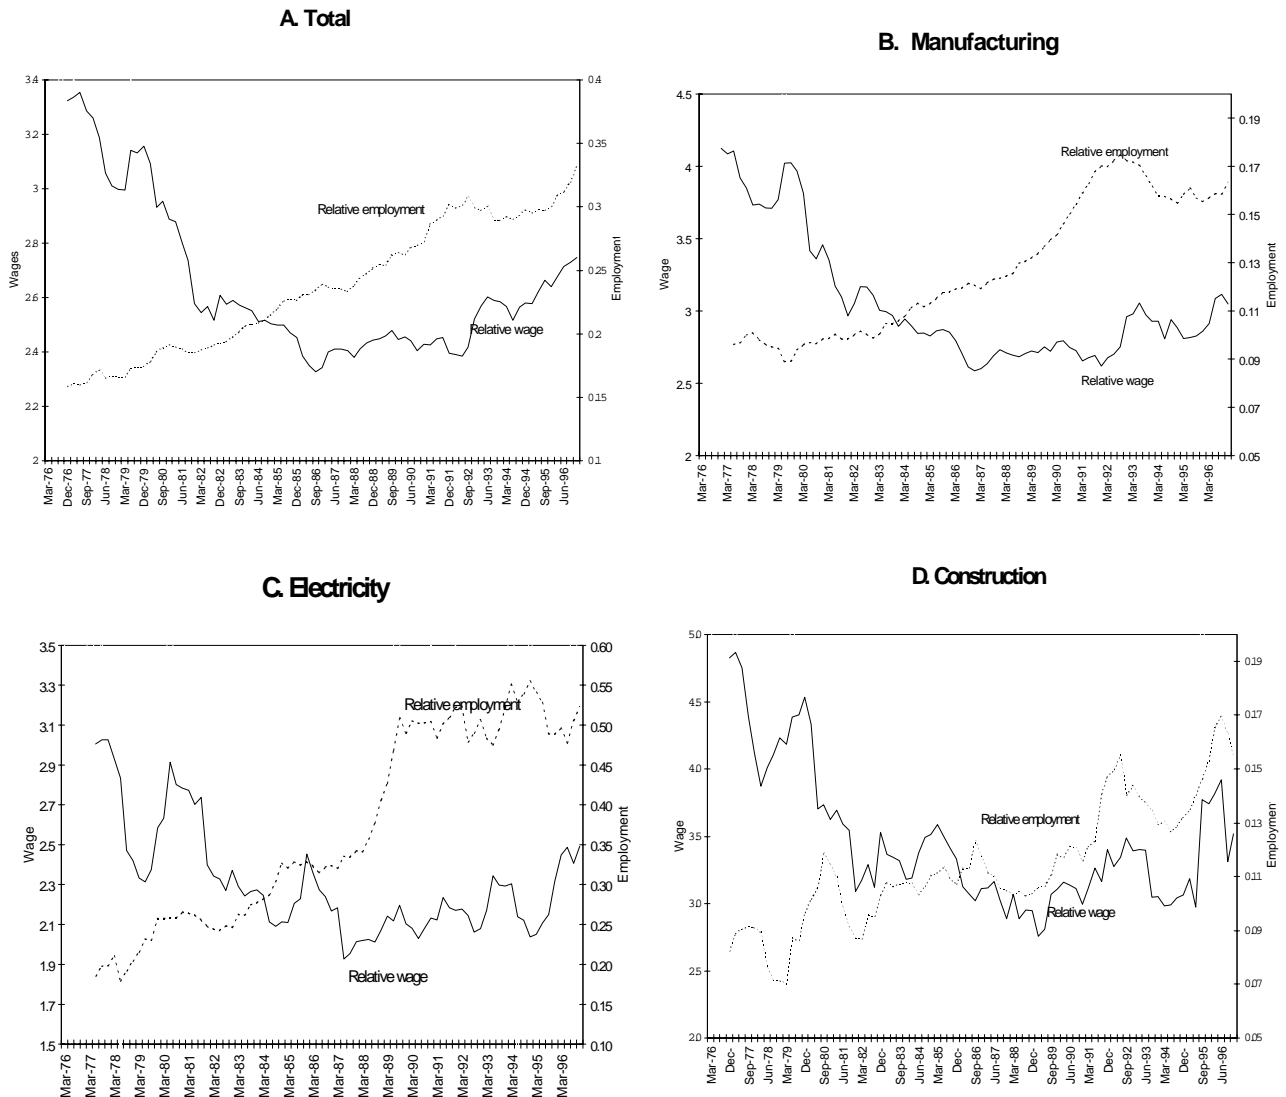 A. Total
3.4
3.2
3
2.8
2.6
2.4
2.2
2
Wages
0.4
0.35
0.3
0.25
0.2
0.15
0.1
Employment
Relative employment
Relative wage
Mar-76
Dec-76
Sep-77
Jun-78
Mar-79
Dec-79
Sep-80
Jun-81
Mar-82
Dec-82
Sep-83
Jun-84
Mar-85
Dec-85
Sep-86
Jun-87
Mar-88
Dec-88
Sep-89
Jun-90
Mar-91
Dec-91
Sep-92
Jun-93
Mar-94
Dec-94
Sep-95
Jun-96
B. Manufacturing
4.5
4
3.5
3
2.5
2
Wage
0.19
0.17
0.15
0.13
0.11
0.09
0.07
0.05
Employment
Relative employment
Relative wage
Mar-76
Mar-77
Mar-78
Mar-79
Mar-80
Mar-81
Mar-82
Mar-83
Mar-84
Mar-85
Mar-86
Mar-87
Mar-88
Mar-89
Mar-90
Mar-91
Mar-92
Mar-93
Mar-94
Mar-95
Mar-96
C. Electricity
3.5
3.3
3.1
2.9
2.7
2.5
2.3
2.1
1.9
1.7
1.5
Wage
0.60
0.55
0.50
0.45
0.40
0.35
0.30
0.25
0.20
0.15
0.10
Employment
Relative employment
Relative wage
Mar-76
Mar-77
Mar-78
Mar-79
Mar-80
Mar-81
Mar-82
Mar-83
Mar-84
Mar-85
Mar-86
Mar-87
Mar-88
Mar-89
Mar-90
Mar-91
Mar-92
Mar-93
Mar-94
Mar-95
Mar-96
D. Construction
5.0
4.5
4.0
3.5
3.0
2.5
2.0
Wage
0.19
0.17
0.15
0.13
0.11
0.09
0.07
0.05
Employment
Relative employment
Relative wage
Mar-76
Dec-
Sep-77
Jun-78
Mar-79
Dec-
Sep-80
Jun-81
Mar-82
Dec-
Sep-83
Jun-84
Mar-85
Dec-
Sep-86
Jun-87
Mar-88
Dec-
Sep-89
Jun-90
Mar-91
Dec-
Sep-92
Jun-93
Mar-94
Dec-
Sep-95
Jun-96